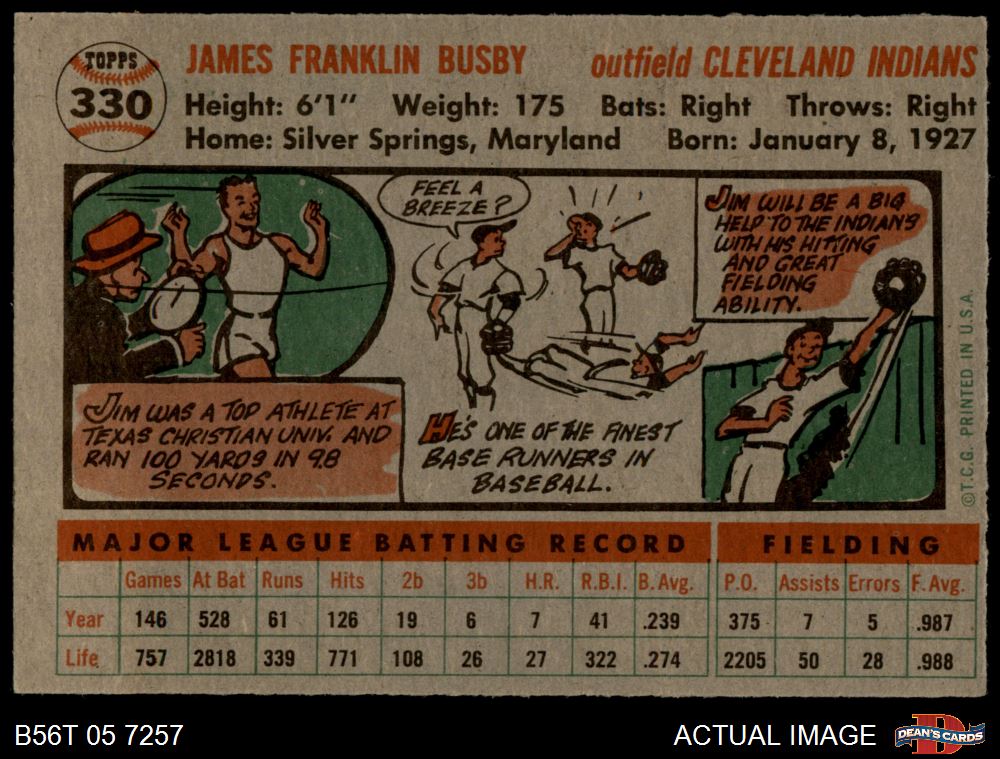 TOPPS
330
JAMES FRANKLIN BUSBY outfield CLEVELAND INDIANS
Height: 6'1" Weight: 175 Bats: Right Throws: Right
Home: Silver Springs, Maryland Born: January 8, 1927
JIM WAS A TOP ATHLETE AT
TEXAS CHRISTIAN UNIV. AND
RAN 100 YARDS IN 9.8
SECONDS.
FEEL A
BREEZE?
HE'S ONE OF THE FINEST
BASE RUNNERS IN
BASEBALL.
JIM WILL BE A BIG
HELP TO THE INDIANS
WITH HIS HITTING
AND GREAT
FIELDING
ABILITY.
©T.C.G. PRINTED IN U.S.A.
MAJOR LEAGUE BATTING RECORD FIELDING
Games At Bat Runs Hits 2b 3b H.R. R.B.I. B.Avg. P.O. Assists Errors F.Avg.
Year 146 528 61 126 19 6 7 41 .239 375 7 5 .987
Life 757 2818 339 771 108 26 27 322 .274 2205 50 28 .988
B56T 05 7257 ACTUAL IMAGE
DEAN'S CARDS